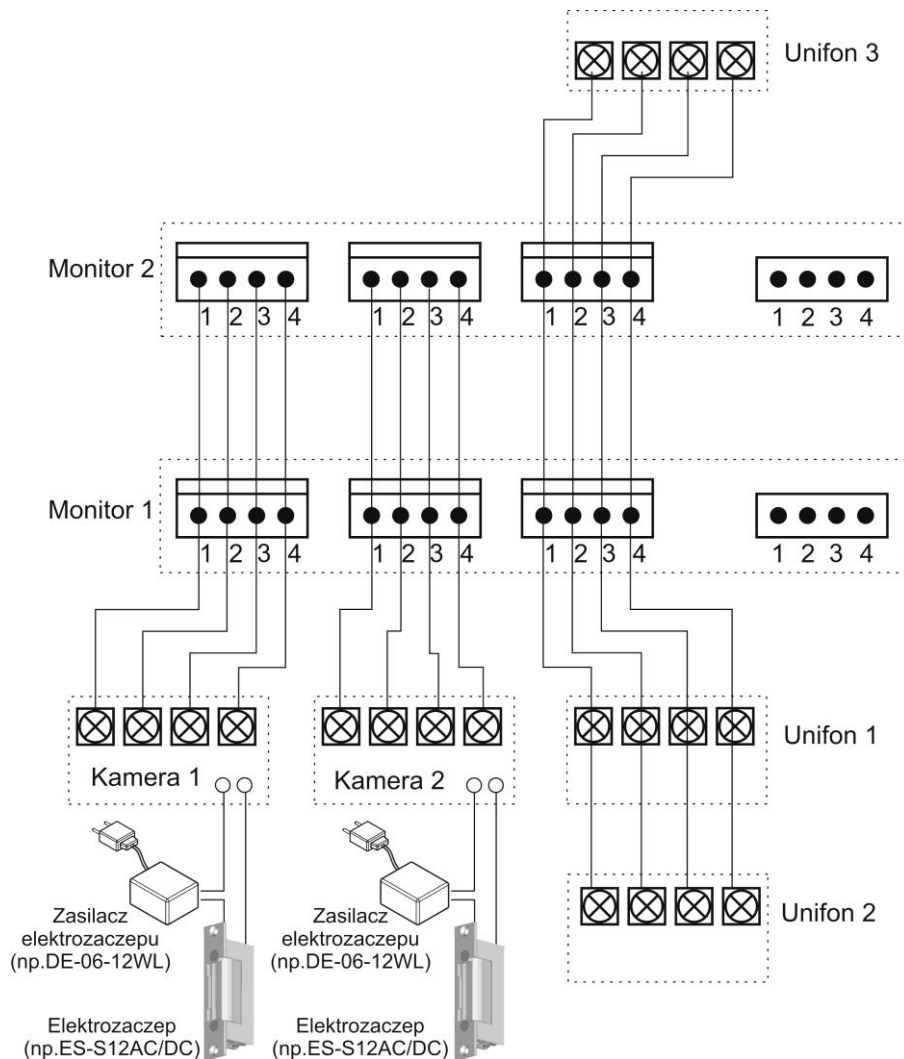 Unifon 3
Monitor 2
1 2 3 4
1 2 3 4
1 2 3 4
1 2 3 4
Monitor 1
1 2 3 4
1 2 3 4
1 2 3 4
1 2 3 4
Kamera 1
Kamera 2
Unifon 1
Zasilacz
elektrozaczepu
(np.DE-06-12WL)
Zasilacz
elektrozaczepu
(np.DE-06-12WL)
Unifon 2
Elektrozaczep
(np.ES-S12AC/DC)
Elektrozaczep
(np.ES-S12AC/DC)